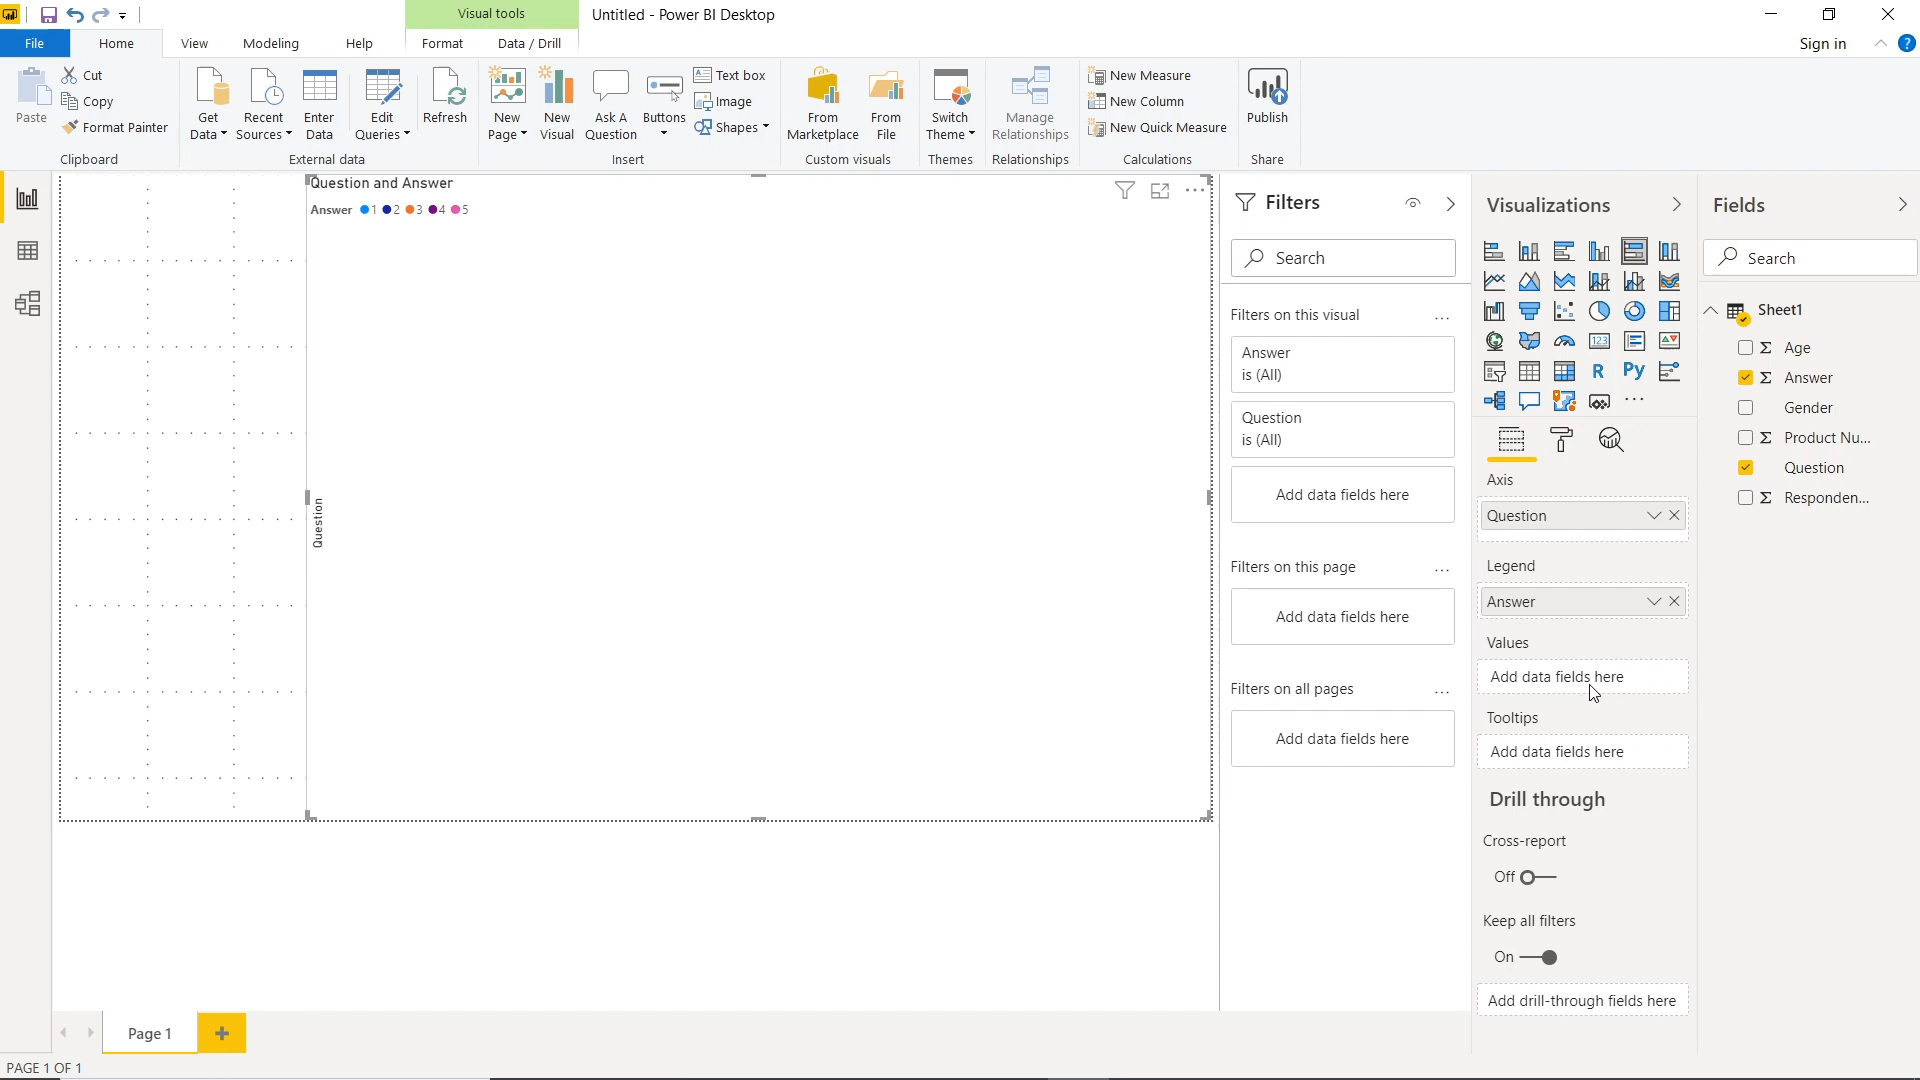 Visual tools
Untitled - Power BI Desktop
File
Home
View
Modeling
Help
Format
Data / Drill
Sign in
?
Paste
Cut
Copy
Format Painter
Clipboard
Get
Data
Recent
Sources
Enter
Data
Edit
Queries
Refresh
External data
New
Page
New
Visual
Ask A
Question
Buttons
Text box
Image
Shapes
Insert
From
Marketplace
From
File
Custom visuals
Switch
Theme
Themes
Manage
Relationships
Relationships
New Measure
New Column
New Quick Measure
Calculations
Publish
Share
Question and Answer
Answer 1 2 3 4 5
Question
Filters
Search
Filters on this visual
...
Answer
is (All)
Question
is (All)
Add data fields here
Filters on this page
...
Add data fields here
Filters on all pages
...
Add data fields here
Visualizations
123
R
Py
...
Axis
Question
Legend
Answer
Values
Add data fields here
Tooltips
Add data fields here
Drill through
Cross-report
Off
Keep all filters
On
Add drill-through fields here
Fields
Search
Sheet1
Σ Age
Σ Answer
Gender
Σ Product Nu...
Question
Σ Responden...
Page 1
PAGE 1 OF 1